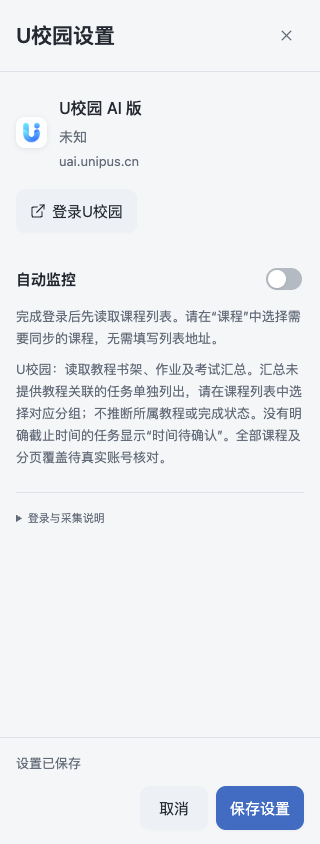 U校园设置
U校园 AI 版
未知
uai.unipus.cn
登录U校园
自动监控
完成登录后先读取课程列表。请在“课程”中选择需
要同步的课程，无需填写列表地址。
U校园：读取教程书架、作业及考试汇总。汇总未
提供教程关联的任务单独列出，请在课程列表中选
择对应分组；不推断所属教程或完成状态。没有明
确截止时间的任务显示“时间待确认”。全部课程及
分页覆盖待真实账号核对。
登录与采集说明
设置已保存
取消
保存设置